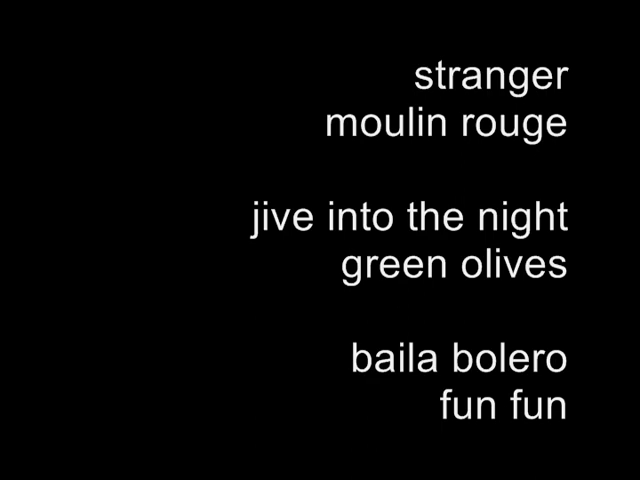 stranger
moulin rouge
jive into the night
green olives
baila bolero
fun fun